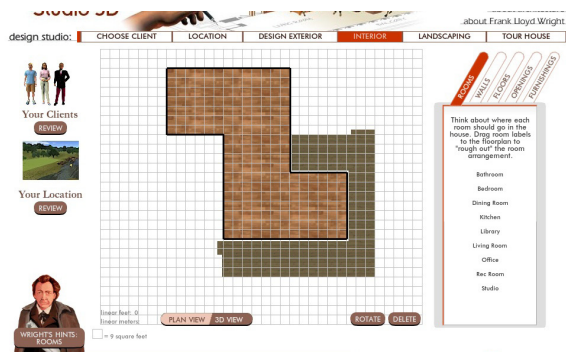 Studio 3D
about Frank Lloyd Wright
design studio:
CHOOSE CLIENT
LOCATION
DESIGN EXTERIOR
INTERIOR
LANDSCAPING
TOUR HOUSE
Your Clients
REVIEW
Your Location
REVIEW
ROOMS
WALLS
FLOORS
OPENINGS
FURNISHINGS
Think about where each
room should go in the
house. Drag room labels
to the floorplan to
"rough out" the room
arrangement.
Bathroom
Bedroom
Dining Room
Kitchen
Library
Living Room
Office
Rec Room
Studio
linear feet: 0
linear meters:
PLAN VIEW
3D VIEW
ROTATE
DELETE
WRIGHT'S HINTS:
ROOMS
= 9 square feet